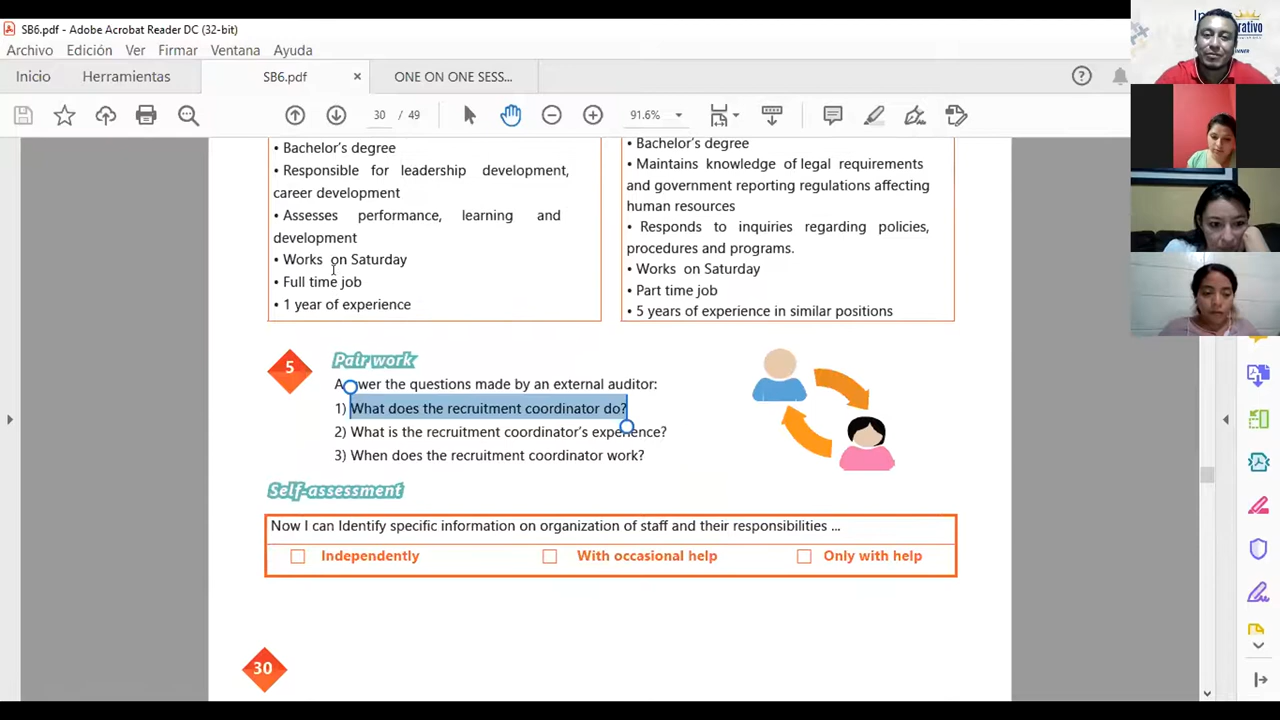 SB6.pdf - Adobe Acrobat Reader DC (32-bit)
Archivo Edición Ver Firmar Ventana Ayuda
Inicio Herramientas SB6.pdf × ONE ON ONE SESS...
30 / 49 91.6%
• Bachelor's degree
• Responsible for leadership development,
career development
• Assesses performance, learning and
development
• Works on Saturday
• Full time job
• 1 year of experience
• Bachelor's degree
• Maintains knowledge of legal requirements
and government reporting regulations affecting
human resources
• Responds to inquiries regarding policies,
procedures and programs.
• Works on Saturday
• Part time job
• 5 years of experience in similar positions
5 Pair work
Answer the questions made by an external auditor:
1) What does the recruitment coordinator do?
2) What is the recruitment coordinator's experience?
3) When does the recruitment coordinator work?
Self-assessment
Now I can Identify specific information on organization of staff and their responsibilities ...
Independently With occasional help Only with help
30